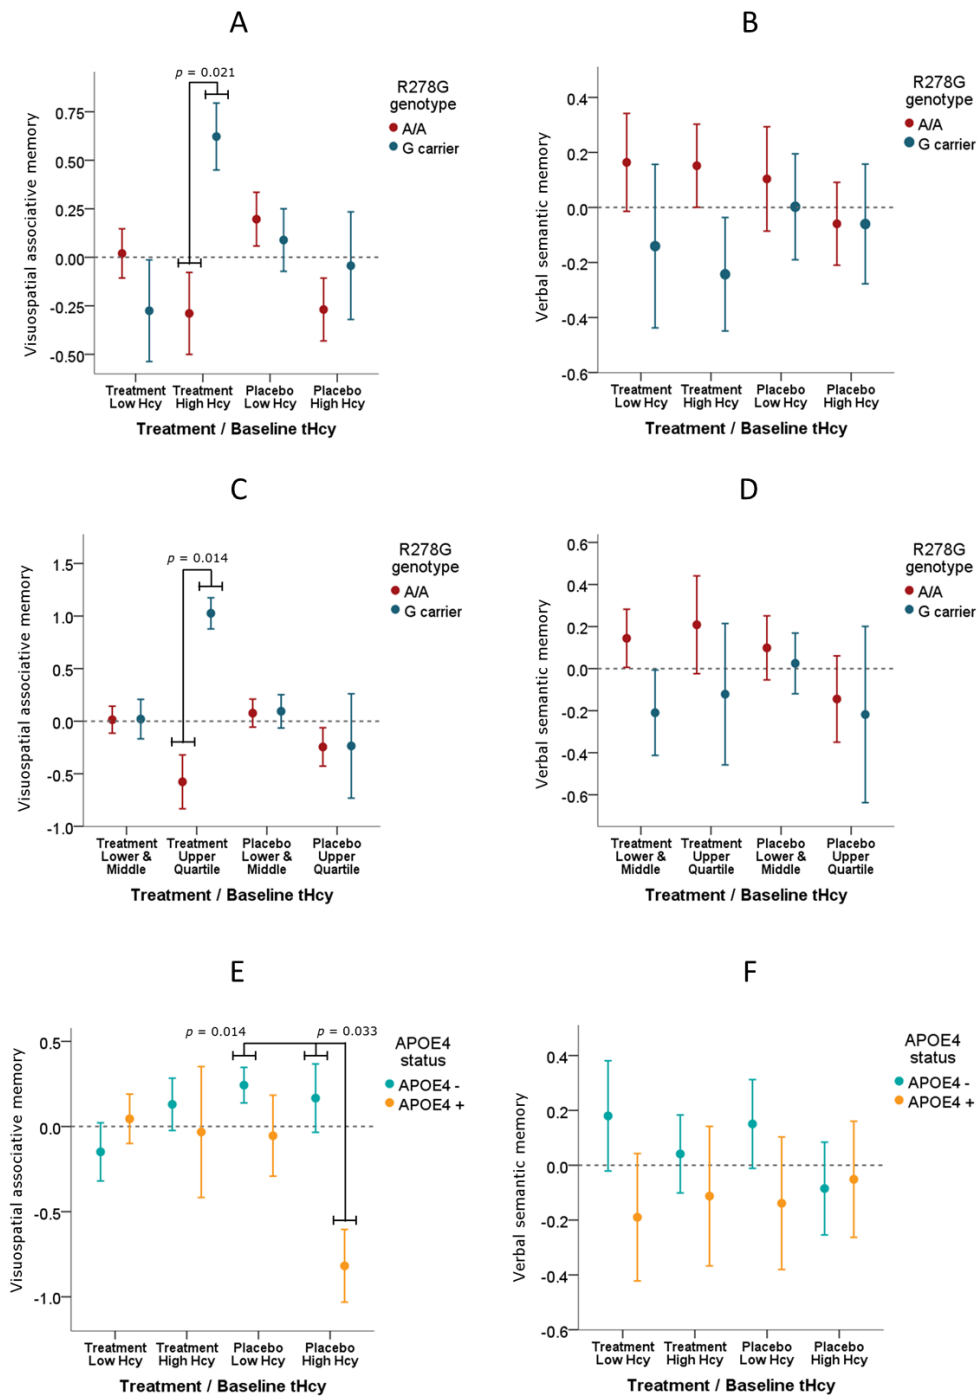 A
p = 0.021
R278G
genotype
A/A
G carrier
Visuospatial associative memory
0.75
0.50
0.25
0.00
-0.25
-0.50
Treatment Low Hcy
Treatment High Hcy
Placebo Low Hcy
Placebo High Hcy
Treatment / Baseline tHcy
B
R278G
genotype
A/A
G carrier
Verbal semantic memory
0.4
0.2
0.0
-0.2
-0.4
-0.6
Treatment Low Hcy
Treatment High Hcy
Placebo Low Hcy
Placebo High Hcy
Treatment / Baseline tHcy
C
p = 0.014
R278G
genotype
A/A
G carrier
Visuospatial associative memory
1.5
1.0
0.5
0.0
-0.5
-1.0
Treatment Lower & Middle
Treatment Upper Quartile
Placebo Lower & Middle
Placebo Upper Quartile
Treatment / Baseline tHcy
D
R278G
genotype
A/A
G carrier
Verbal semantic memory
0.6
0.4
0.2
0.0
-0.2
-0.4
-0.6
Treatment Lower & Middle
Treatment Upper Quartile
Placebo Lower & Middle
Placebo Upper Quartile
Treatment / Baseline tHcy
E
p = 0.014
p = 0.033
APOE4
status
APOE4 -
APOE4 +
Visuospatial associative memory
0.5
0.0
-0.5
-1.0
Treatment Low Hcy
Treatment High Hcy
Placebo Low Hcy
Placebo High Hcy
Treatment / Baseline tHcy
F
APOE4
status
APOE4 -
APOE4 +
Verbal semantic memory
0.4
0.2
0.0
-0.2
-0.4
-0.6
Treatment Low Hcy
Treatment High Hcy
Placebo Low Hcy
Placebo High Hcy
Treatment / Baseline tHcy